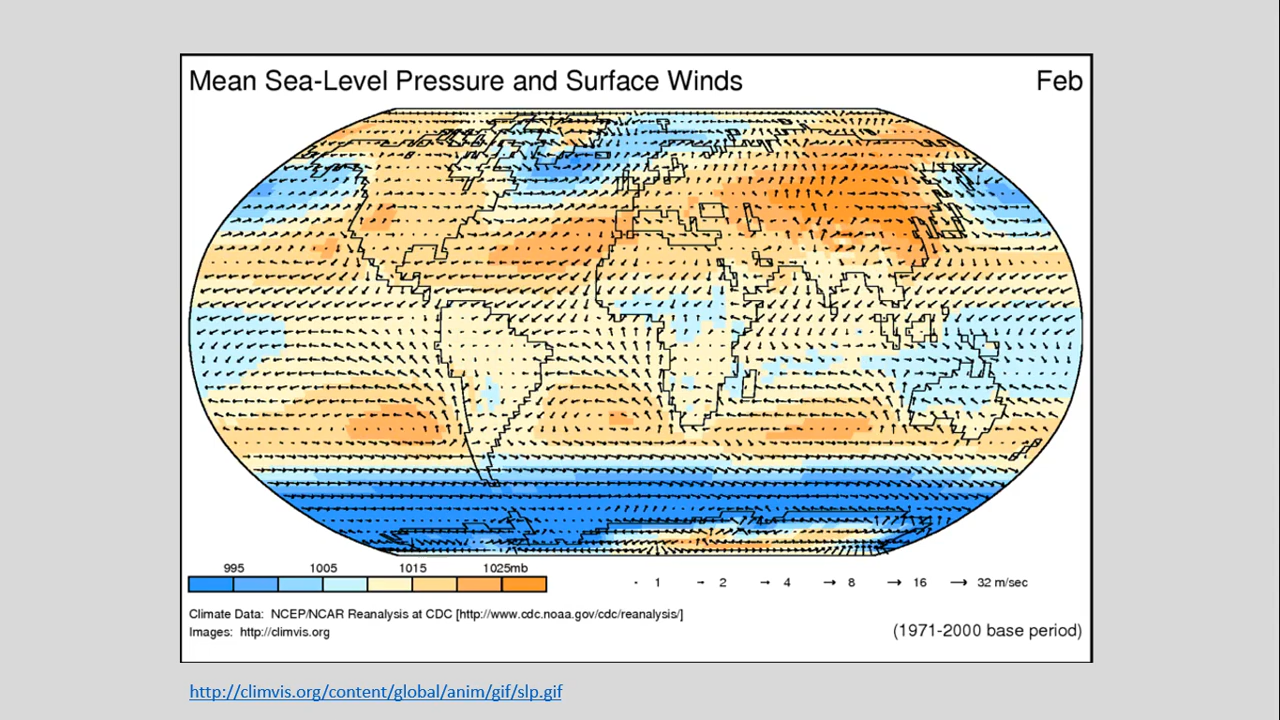 Mean Sea-Level Pressure and Surface Winds Feb
995 1005 1015 1025mb
1 2 4 8 16 32 m/sec
Climate Data: NCEP/NCAR Reanalysis at CDC [http://www.cdc.noaa.gov/cdc/reanalysis/]
Images: http://climvis.org
(1971-2000 base period)
http://climvis.org/content/global/anim/gif/slp.gif